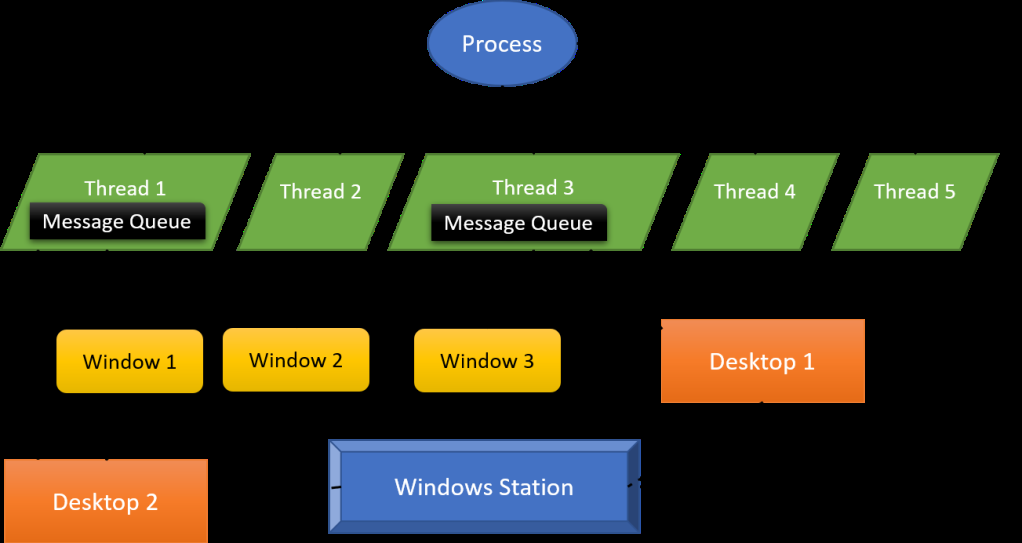 Process
Thread 1
Message Queue
Thread 2
Thread 3
Message Queue
Thread 4
Thread 5
Window 1
Window 2
Window 3
Desktop 1
Desktop 2
Windows Station